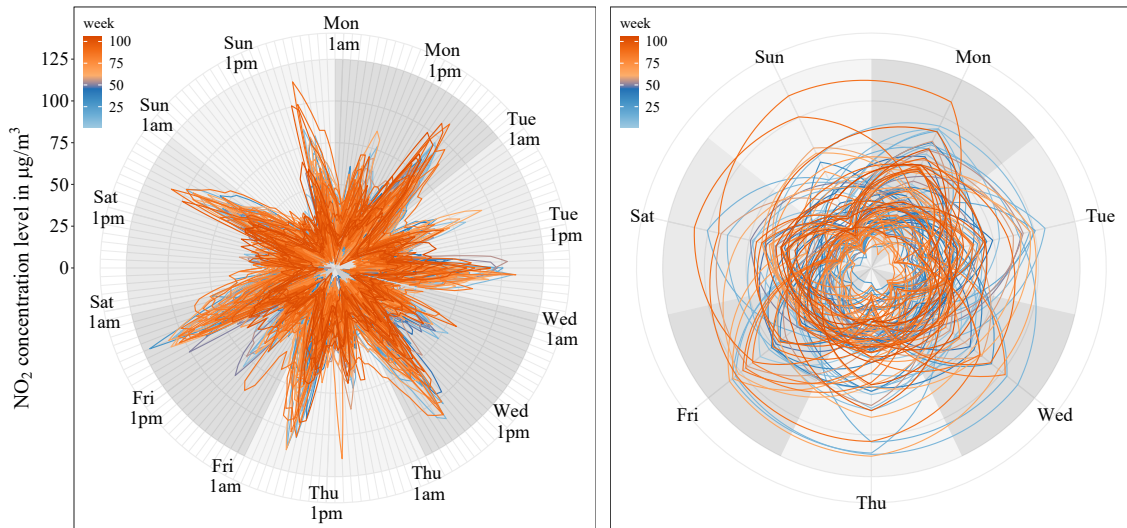 week
100
75
50
25
NO₂ concentration level in μg/m³
125
100
75
50
25
0
Mon
1am
Mon
1pm
Tue
1am
Tue
1pm
Wed
1am
Wed
1pm
Thu
1am
Thu
1pm
Fri
1am
Fri
1pm
Sat
1am
Sat
1pm
Sun
1am
Sun
1pm
week
100
75
50
25
Mon
Tue
Wed
Thu
Fri
Sat
Sun